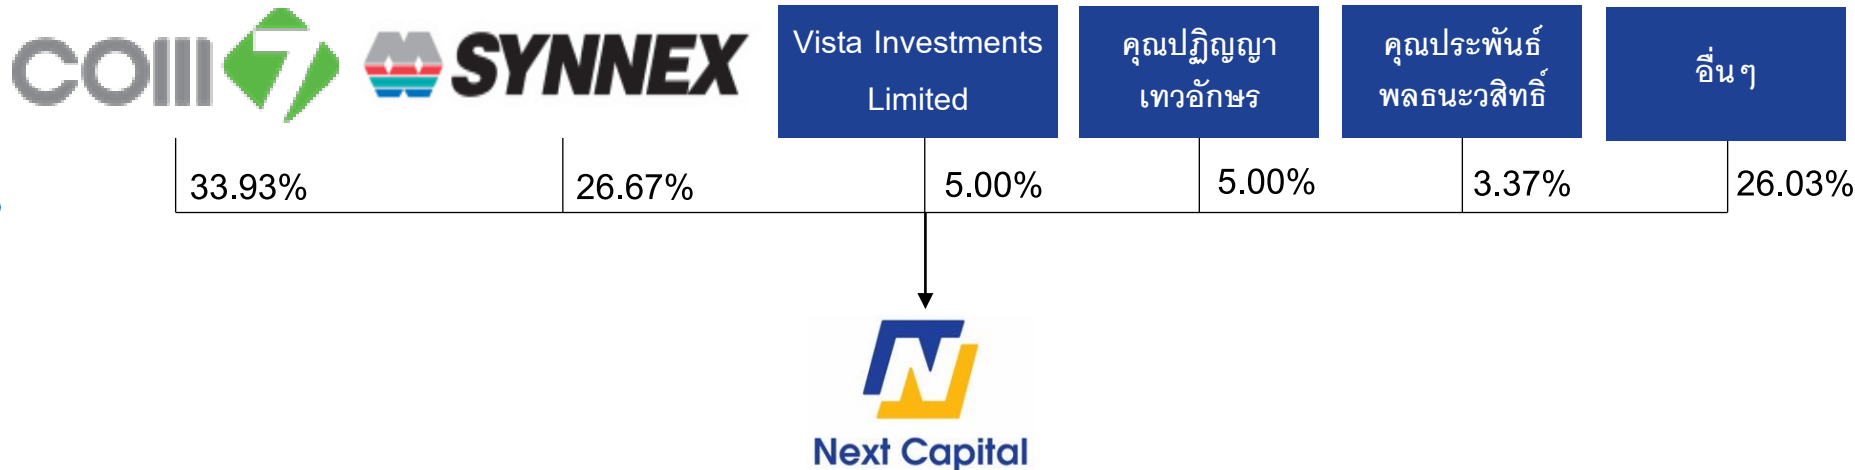 COM7
SYNNEX
Vista Investments
Limited
คุณปฏิญญา
เทวอักษร
คุณประพันธ์
พลธนะวสิทธิ์
อื่นๆ
33.93%
26.67%
5.00%
5.00%
3.37%
26.03%
Next Capital